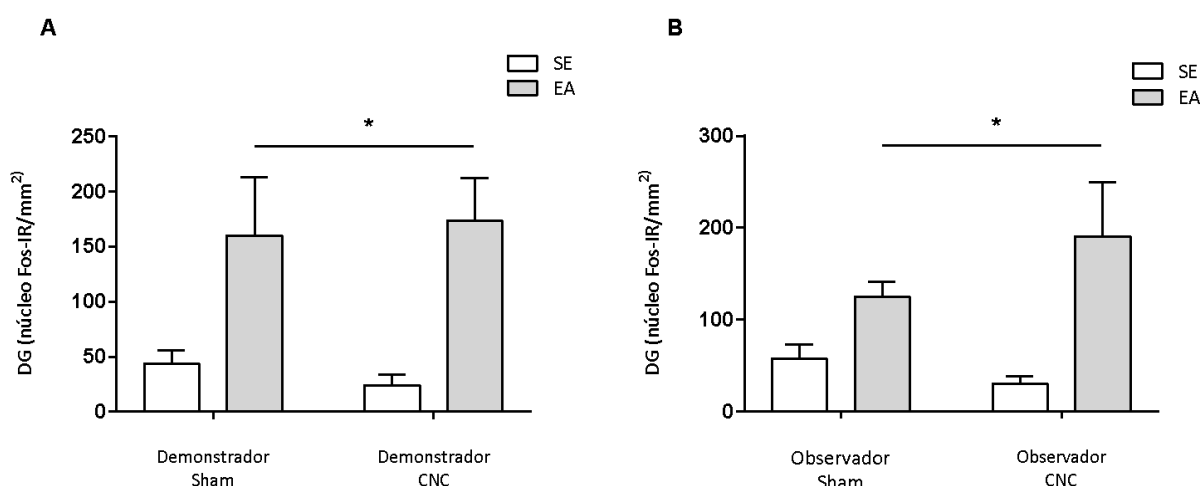 A
SE
EA
*
DG (núcleo Fos-IR/mm²)
250
200
150
100
50
0
Demonstrador
Sham
Demonstrador
CNC
B
SE
EA
*
DG (núcleo Fos-IR/mm²)
300
200
100
0
Observador
Sham
Observador
CNC